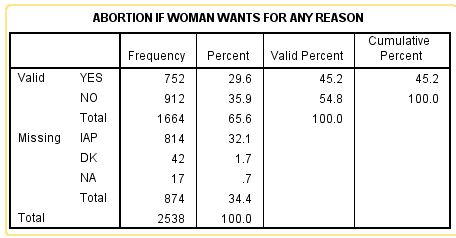 ABORTION IF WOMAN WANTS FOR ANY REASON
Frequency Percent Valid Percent Cumulative Percent
Valid YES 752 29.6 45.2 45.2
NO 912 35.9 54.8 100.0
Total 1664 65.6 100.0
Missing IAP 814 32.1
DK 42 1.7
NA 17 .7
Total 874 34.4
Total 2538 100.0